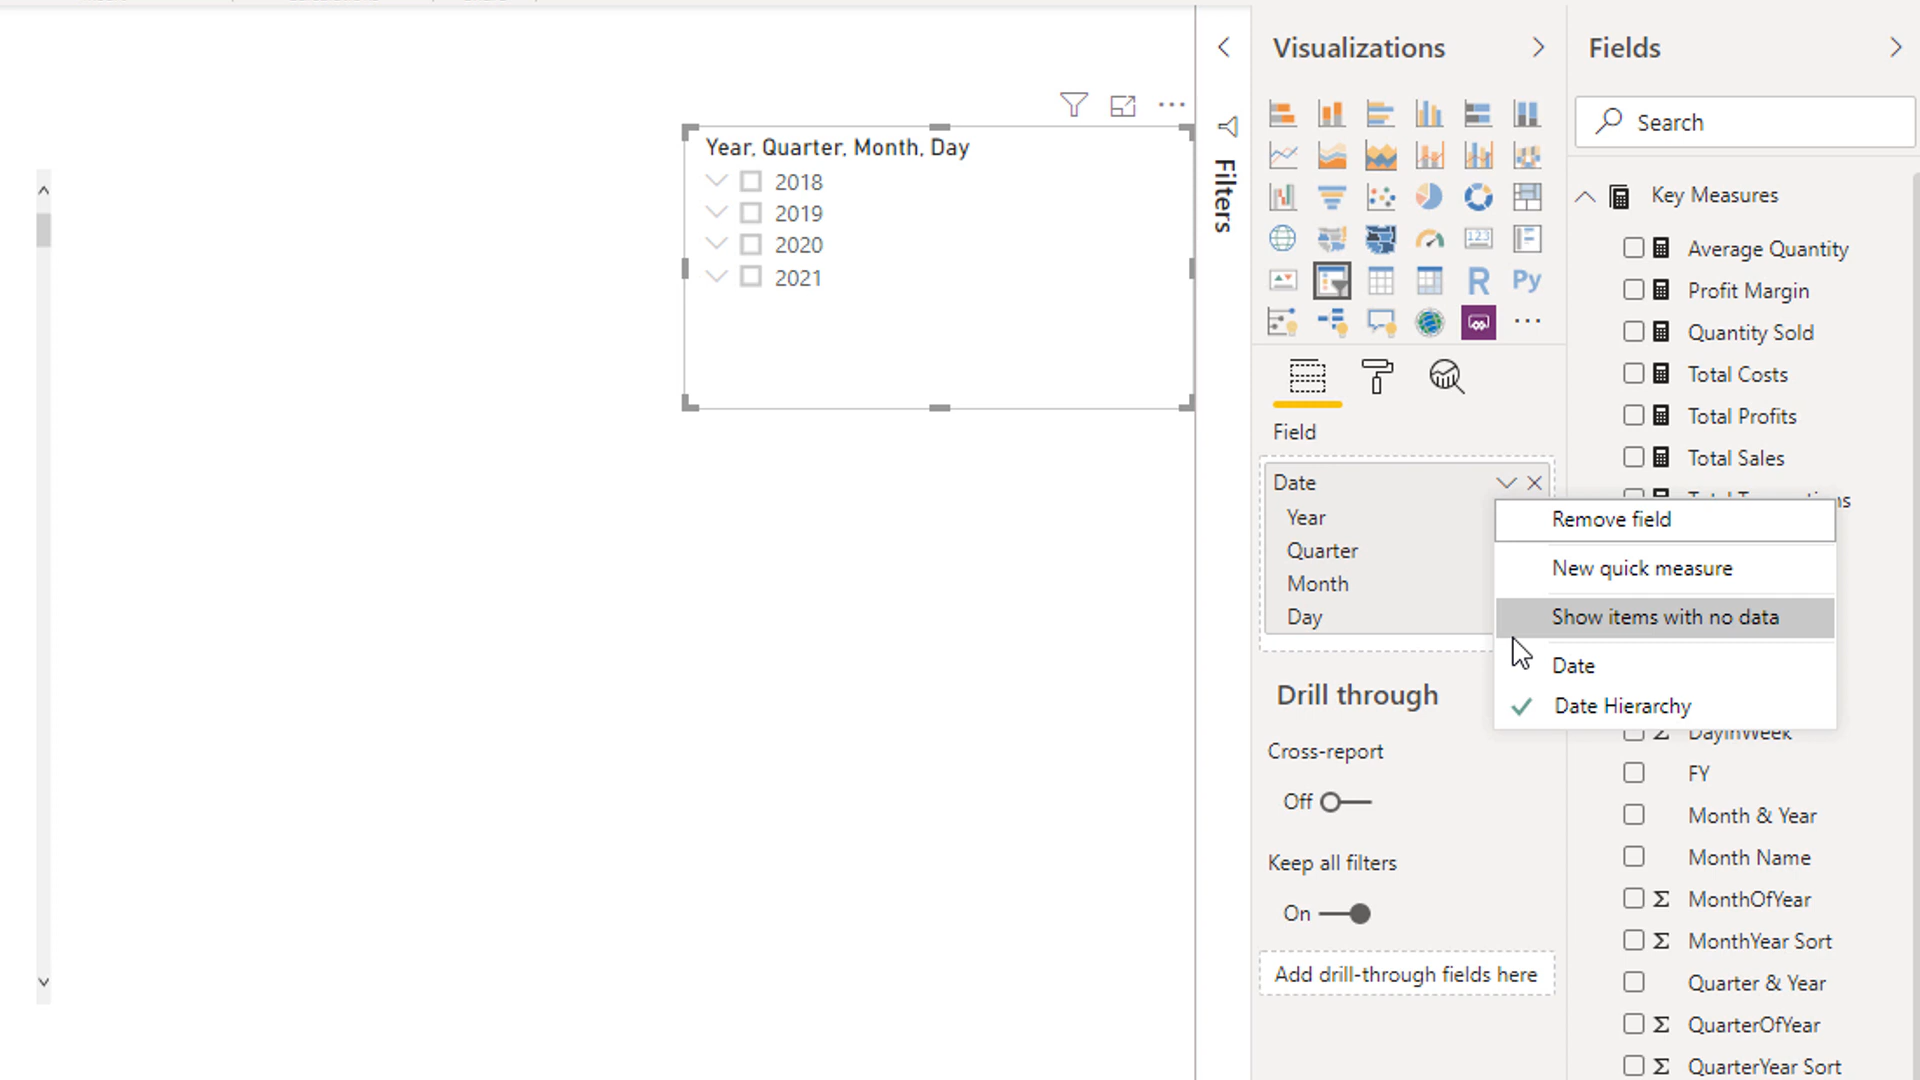 Year, Quarter, Month, Day
2018
2019
2020
2021
Filters
Visualizations
123
R
Py
Field
Date
Year
Quarter
Month
Day
Remove field
New quick measure
Show items with no data
Date
Date Hierarchy
Drill through
Cross-report
Off
Keep all filters
On
Add drill-through fields here
Fields
Search
Key Measures
Average Quantity
Profit Margin
Quantity Sold
Total Costs
Total Profits
Total Sales
DayInWeek
FY
Month & Year
Month Name
MonthOfYear
MonthYear Sort
Quarter & Year
QuarterOfYear
QuarterYear Sort